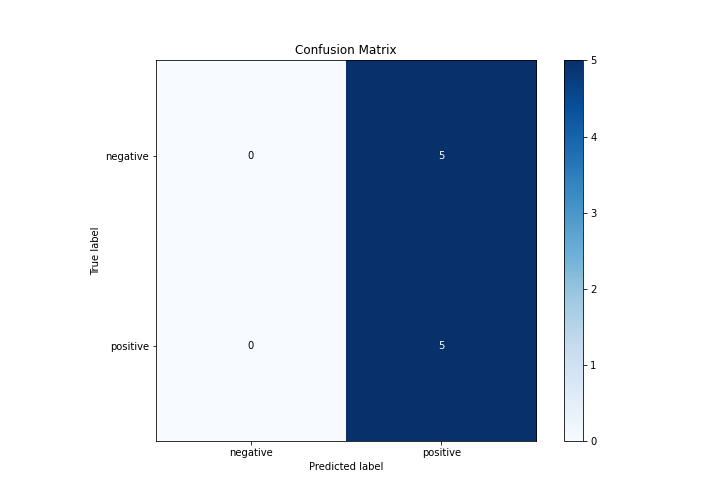 Confusion Matrix
5
4
3
2
1
0
negative
0
5
True label
positive
0
5
negative
positive
Predicted label